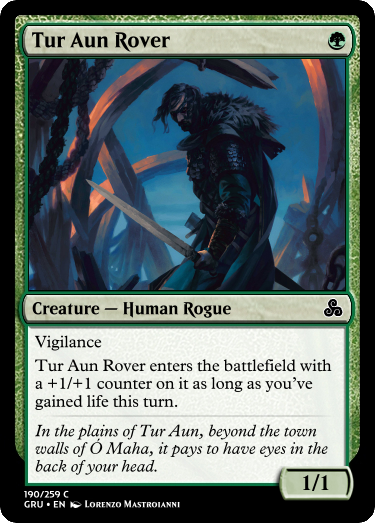 Tur Aun Rover
Creature — Human Rogue
Vigilance
Tur Aun Rover enters the battlefield with
a +1/+1 counter on it as long as you’ve
gained life this turn.
In the plains of Tur Aun, beyond the town
walls of Ó Maha, it pays to have eyes in the
back of your head.
1/1
190/259 C
GRU • EN Lorenzo Mastroianni